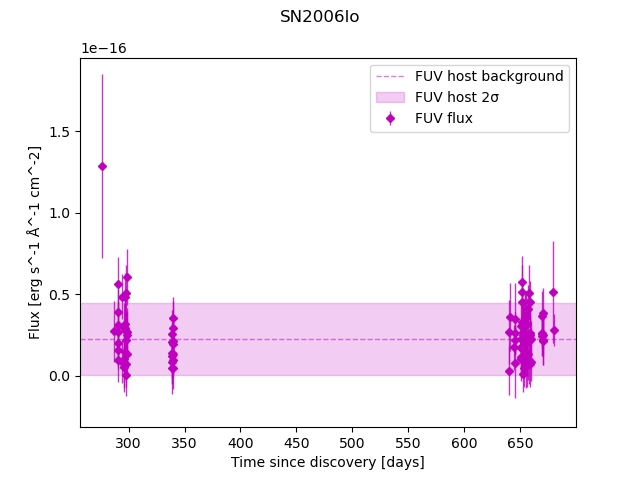 SN2006lo
1e−16
FUV host background
FUV host 2σ
FUV flux
1.5
1.0
0.5
0.0
Flux [erg s^-1 Å^-1 cm^-2]
300 350 400 450 500 550 600 650
Time since discovery [days]